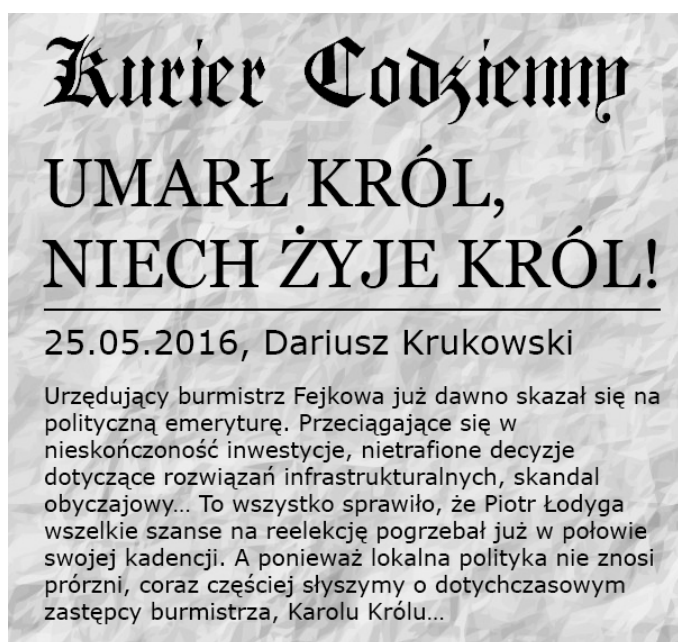 Kurier Codzienny
UMARŁ KRÓL,
NIECH ŻYJE KRÓL!
25.05.2016, Dariusz Krukowski
Urzędujący burmistrz Fejkowa już dawno skazał się na
polityczną emeryturę. Przeciągające się w
nieskończoność inwestycje, nietrafione decyzje
dotyczące rozwiązań infrastrukturalnych, skandal
obyczajowy… To wszystko sprawiło, że Piotr Łodyga
wszelkie szanse na reelekcję pogrzebał już w połowie
swojej kadencji. A ponieważ lokalna polityka nie znosi
prórzni, coraz częściej słyszymy o dotychczasowym
zastępcy burmistrza, Karolu Królu…